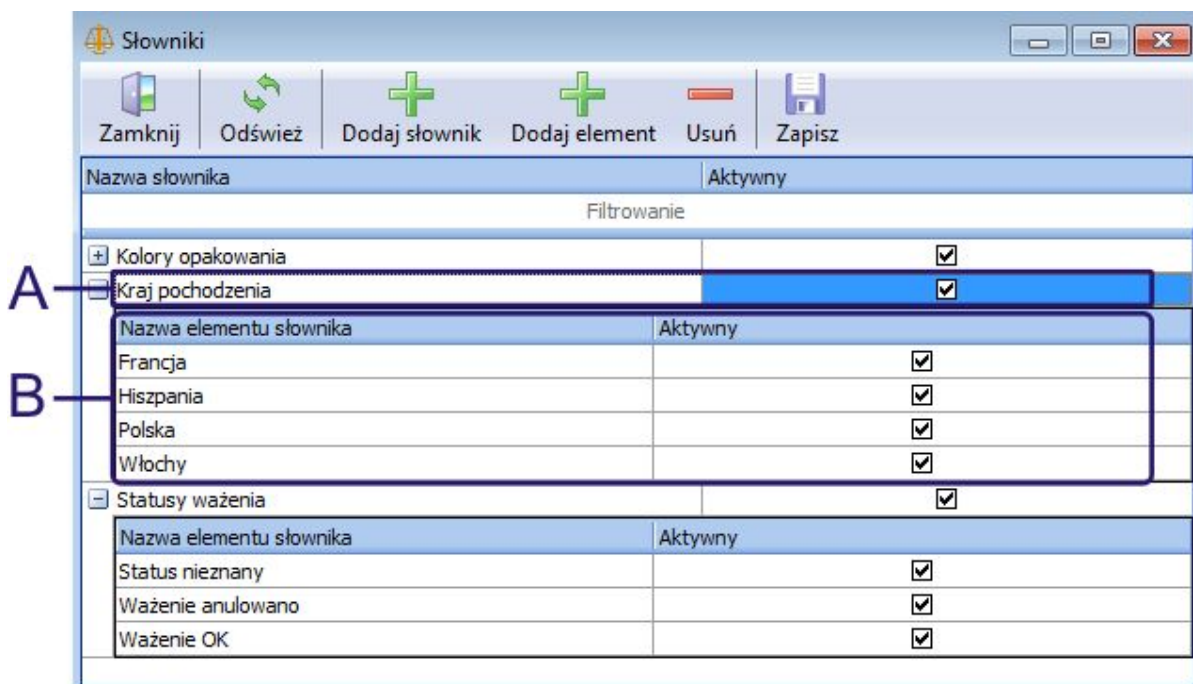 Słowniki
Zamknij Odśwież Dodaj słownik Dodaj element Usuń Zapisz
Nazwa słownika Aktywny
Filtrowanie
Kolory opakowania
A Kraj pochodzenia
Nazwa elementu słownika Aktywny
Francja
B Hiszpania
Polska
Włochy
Statusy ważenia
Nazwa elementu słownika Aktywny
Status nieznany
Ważenie anulowano
Ważenie OK